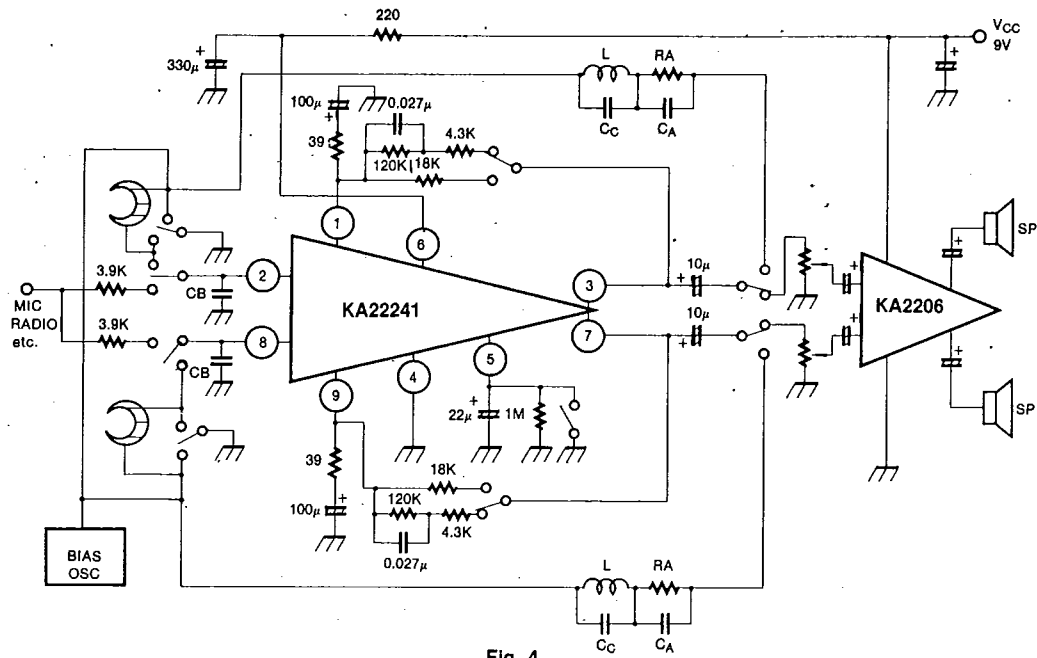 220
VCC
9V
330μ
L
RA
100μ
0.027μ
CC
CA
39
4.3K
120K
18K
1
6
3.9K
2
CB
KA22241
3
10μ
SP
MIC
RADIO
etc.
KA2206
3.9K
10μ
7
8
CB
5
4
9
22μ
1M
SP
39
18K
100μ
120K
4.3K
0.027μ
BIAS
OSC
L
RA
CC
CA
Fig. 4